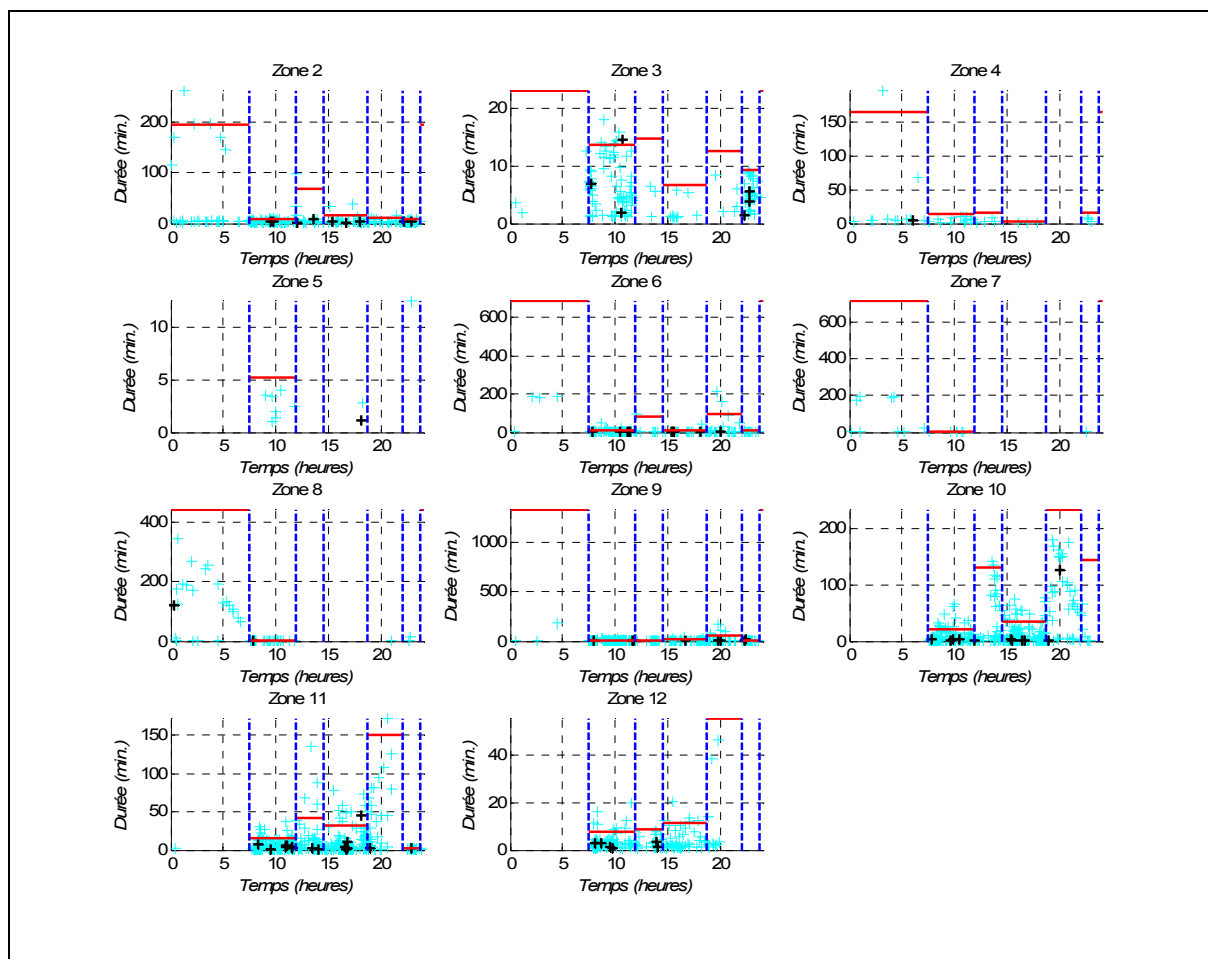 Zone 2
Zone 3
Zone 4
Durée (min.)
200
100
0
0 5 10 15 20
Temps (heures)
Durée (min.)
20
10
0
0 5 10 15 20
Temps (heures)
Durée (min.)
150
100
50
0
0 5 10 15 20
Temps (heures)
Zone 5
Zone 6
Zone 7
Durée (min.)
10
5
0
0 5 10 15 20
Temps (heures)
Durée (min.)
600
400
200
0
0 5 10 15 20
Temps (heures)
Durée (min.)
600
400
200
0
0 5 10 15 20
Temps (heures)
Zone 8
Zone 9
Zone 10
Durée (min.)
400
200
0
0 5 10 15 20
Temps (heures)
Durée (min.)
1000
500
0
0 5 10 15 20
Temps (heures)
Durée (min.)
200
100
0
0 5 10 15 20
Temps (heures)
Zone 11
Zone 12
Durée (min.)
150
100
50
0
0 5 10 15 20
Temps (heures)
Durée (min.)
40
20
0
0 5 10 15 20
Temps (heures)